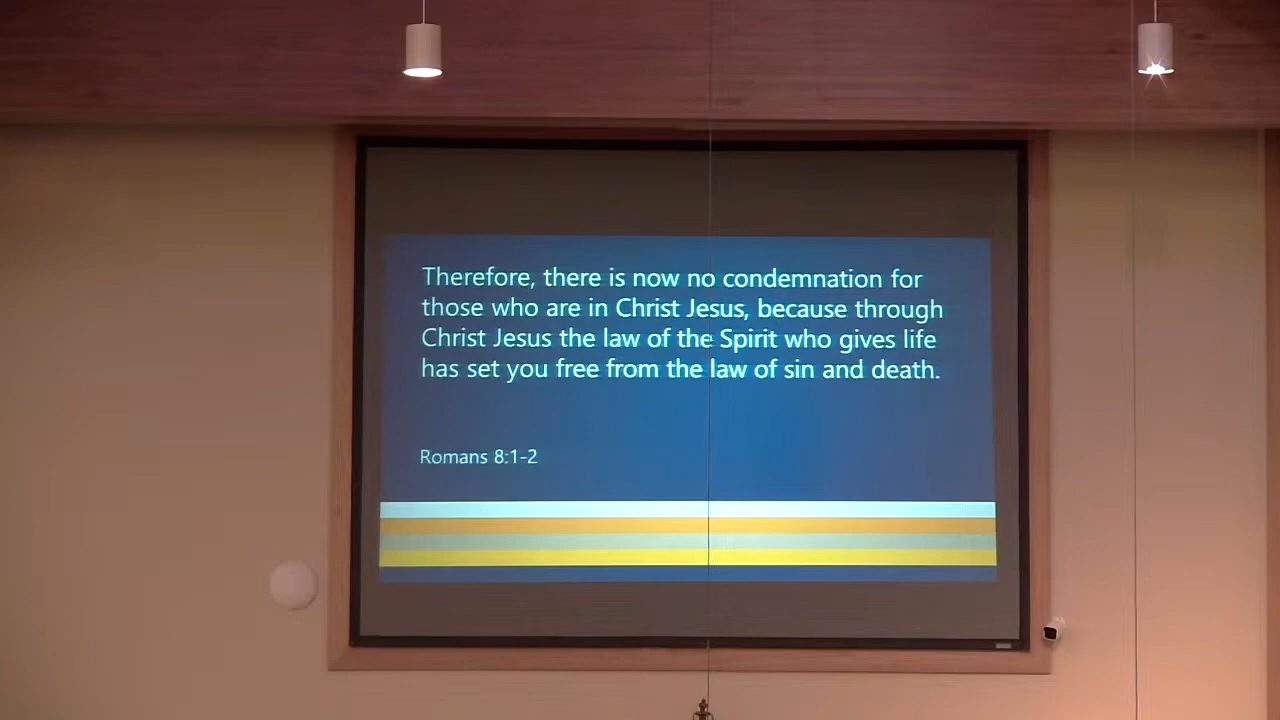 Therefore, there is now no condemnation for
those who are in Christ Jesus, because through
Christ Jesus the law of the Spirit who gives life
has set you free from the law of sin and death.
Romans 8:1-2